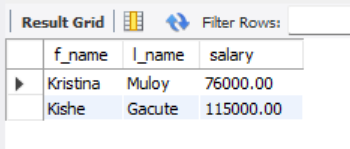 Result Grid Filter Rows:
f_name l_name salary
Kristina Muloy 76000.00
Kishe Gacute 115000.00